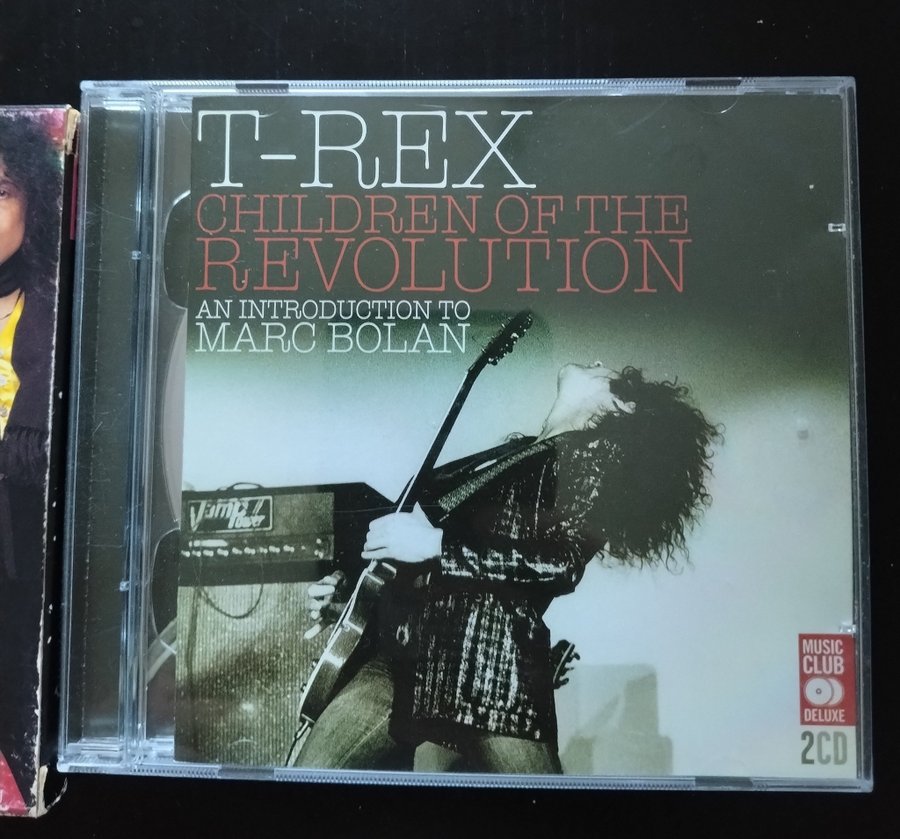 T-REX
CHILDREN OF THE
REVOLUTION
AN INTRODUCTION TO
MARC BOLAN
Vamp
Power
MUSIC
CLUB
DELUXE
2CD